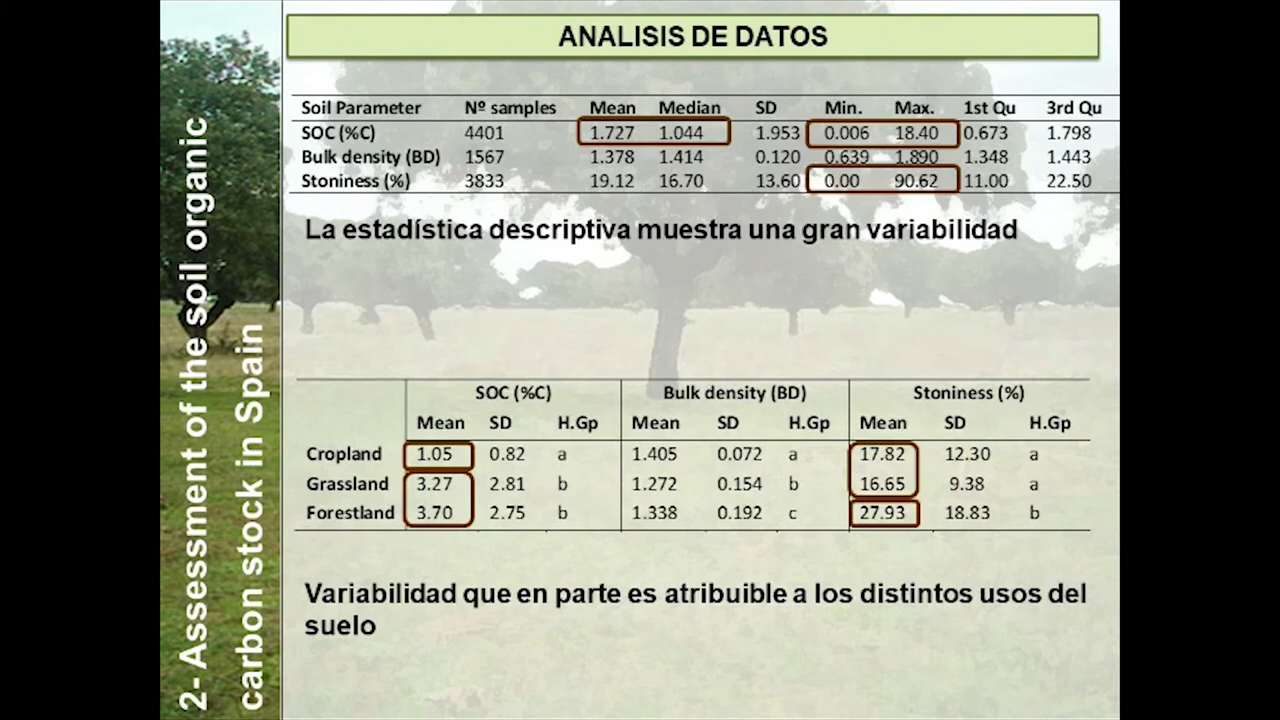 2- Assessment of the soil organic
carbon stock in Spain
ANALISIS DE DATOS
Soil Parameter Nº samples Mean Median SD Min. Max. 1st Qu 3rd Qu
SOC (%C) 4401 1.727 1.044 1.953 0.006 18.40 0.673 1.798
Bulk density (BD) 1567 1.378 1.414 0.120 0.639 1.890 1.348 1.443
Stoniness (%) 3833 19.12 16.70 13.60 0.00 90.62 11.00 22.50
La estadística descriptiva muestra una gran variabilidad
SOC (%C) Bulk density (BD) Stoniness (%)
Mean SD H.Gp Mean SD H.Gp Mean SD H.Gp
Cropland 1.05 0.82 a 1.405 0.072 a 17.82 12.30 a
Grassland 3.27 2.81 b 1.272 0.154 b 16.65 9.38 a
Forestland 3.70 2.75 b 1.338 0.192 c 27.93 18.83 b
Variabilidad que en parte es atribuible a los distintos usos del
suelo